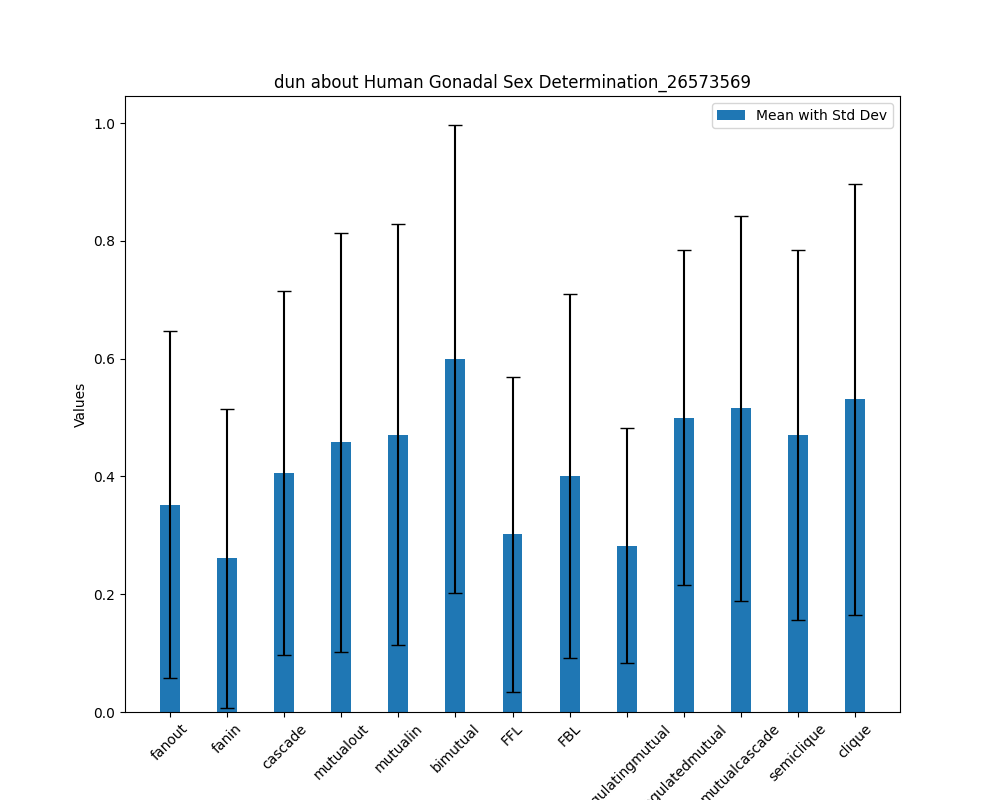 dun about Human Gonadal Sex Determination_26573569
Mean with Std Dev
Values
1.0
0.8
0.6
0.4
0.2
0.0
fanout
fanin
cascade
mutualout
mutualin
bimutual
FFL
FBL
gulatingmutual
gulatedmutual
mutualcascade
semiclique
clique